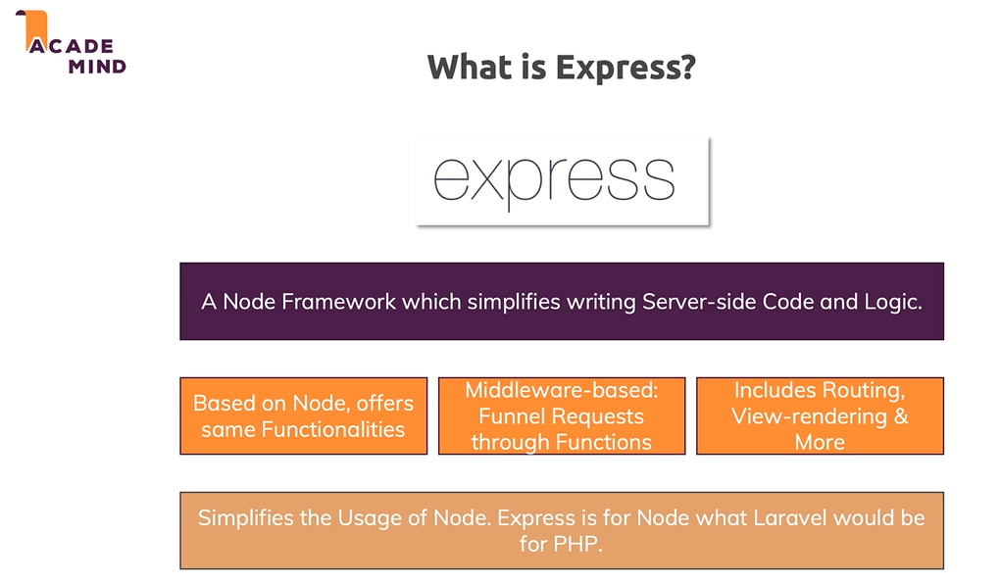 ACADE
MIND
What is Express?
express
A Node Framework which simplifies writing Server-side Code and Logic.
Based on Node, offers
same Functionalities
Middleware-based:
Funnel Requests
through Functions
Includes Routing,
View-rendering &
More
Simplifies the Usage of Node. Express is for Node what Laravel would be
for PHP.